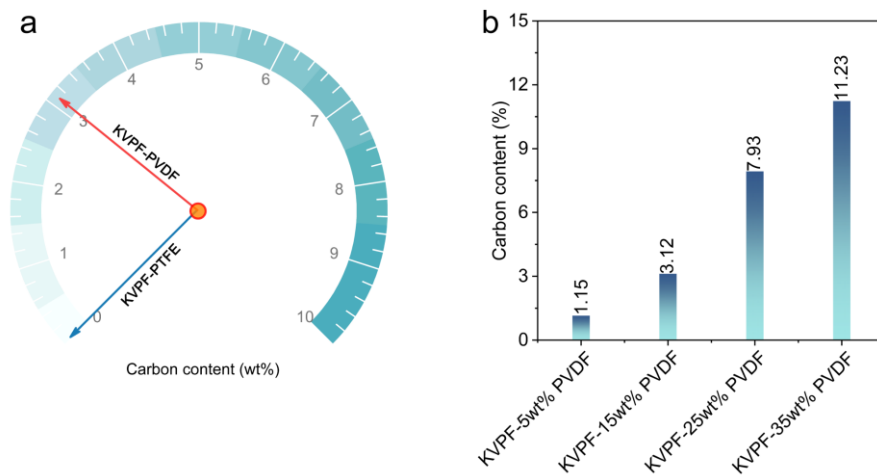 a
0
1
2
3
4
5
6
7
8
9
10
KVPF-PVDF
KVPF-PTFE
Carbon content (wt%)
b
Carbon content (%)
15
12
9
6
3
0
1.15
3.12
7.93
11.23
KVPF-5wt% PVDF
KVPF-15wt% PVDF
KVPF-25wt% PVDF
KVPF-35wt% PVDF